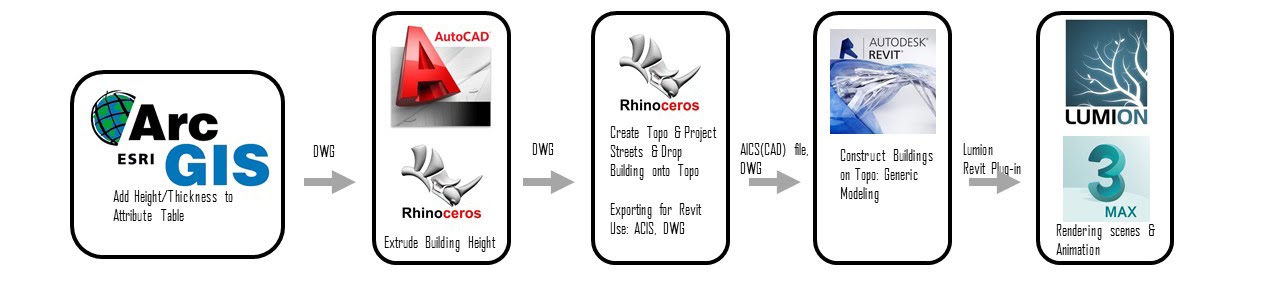 Arc
ESRI GIS
Add Height/Thickness to
Attribute Table
DWG
AutoCAD
Rhinoceros
Extrude Building Height
DWG
Rhinoceros
Create Topo & Project
Streets & Drop
Building onto Topo
Exporting for Revit
Use: ACIS, DWG
AICS(CAD) file,
DWG
AUTODESK®
REVIT®
Construct Buildings
on Topo: Generic
Modeling
Lumion
Revit Plug-in
LUMION
3
MAX
Rendering scenes &
Animation